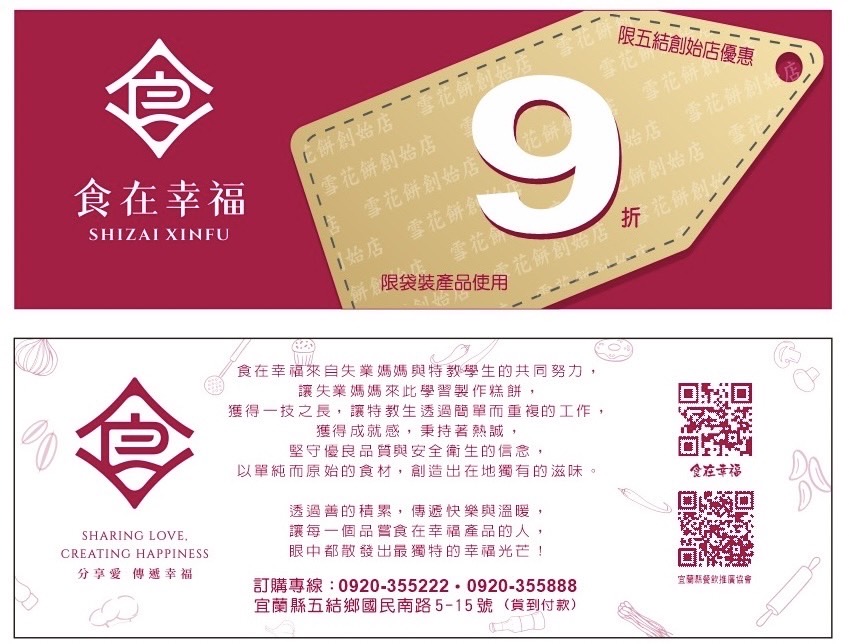 食在幸福
SHIZAI XINFU
限五結創始店優惠
雪花餅創始店
9折
限袋裝產品使用
SHARING LOVE,
CREATING HAPPINESS
分享愛 傳遞幸福
食在幸福來自失業媽媽與特教學生的共同努力，
讓失業媽媽來此學習製作糕餅，
獲得一技之長，讓特教生透過簡單而重複的工作，
獲得成就感，秉持著熱誠，
堅守優良品質與安全衛生的信念，
以單純而原始的食材，創造出在地獨有的滋味。
透過善的積累，傳遞快樂與溫暖，
讓每一個品嘗食在幸福產品的人，
眼中都散發出最獨特的幸福光芒！
訂購專線：0920-355222・0920-355888
宜蘭縣五結鄉國民南路5-15號（貨到付款）
食在幸福
宜蘭縣餐飲推廣協會